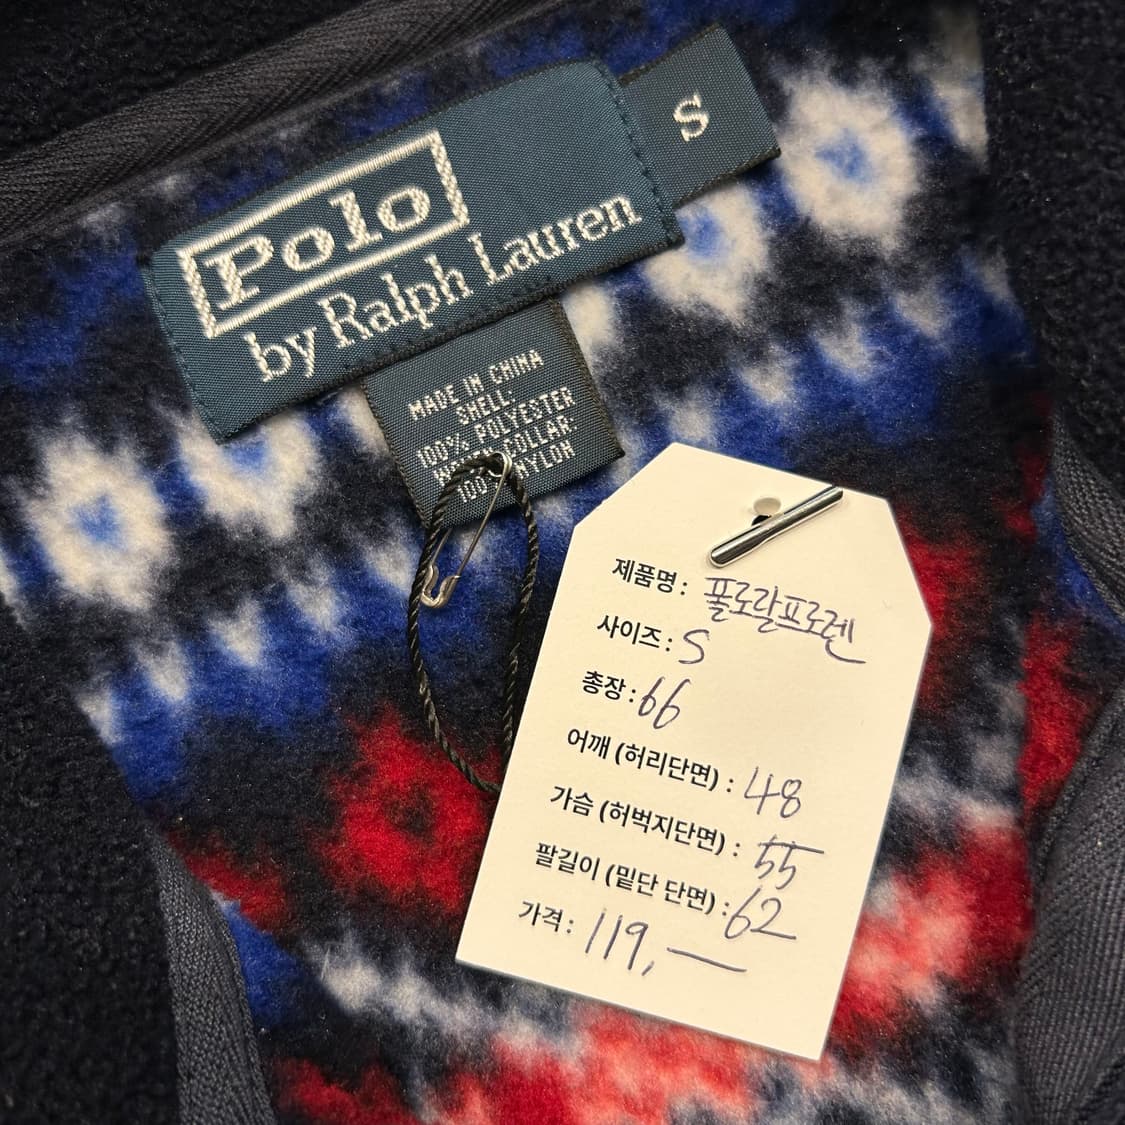 Polo
by Ralph Lauren
S
MADE IN CHINA
SHELL:
100% POLYESTER
COLLAR:
100% NYLON
제품명: 폴로랄프로렌
사이즈: S
총장: 66
어깨 (허리단면) : 48
가슴 (허벅지단면) : 55
팔길이 (밑단 단면) : 62
가격: 119,—